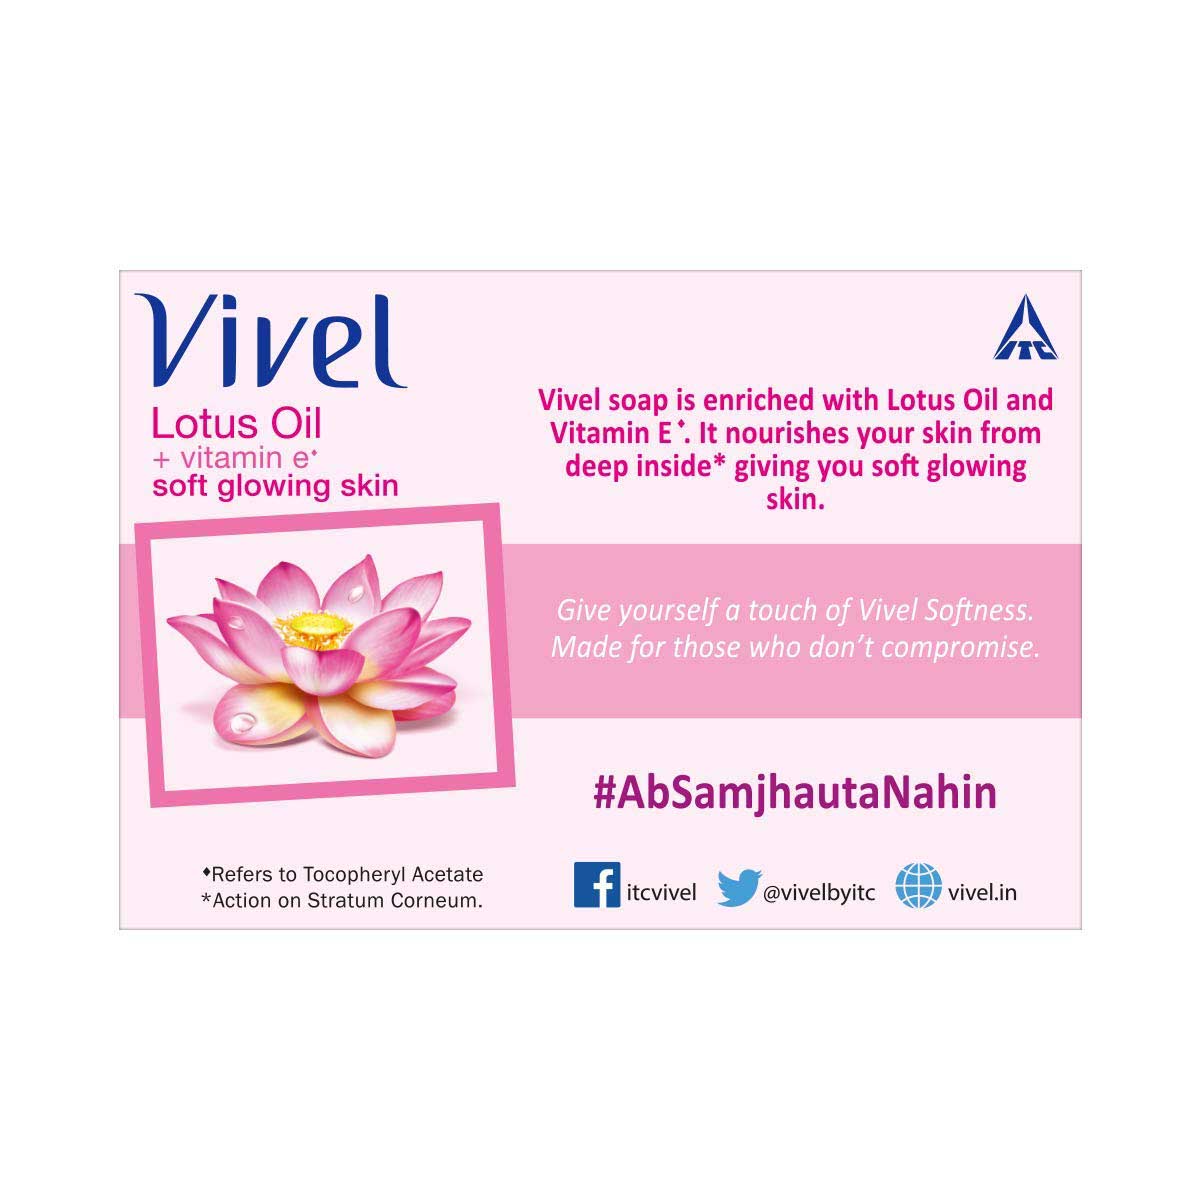 Vivel
Lotus Oil
+ vitamin e♦
soft glowing skin
ITC
Vivel soap is enriched with Lotus Oil and
Vitamin E♦. It nourishes your skin from
deep inside* giving you soft glowing
skin.
Give yourself a touch of Vivel Softness.
Made for those who don't compromise.
#AbSamjhautaNahin
♦Refers to Tocopheryl Acetate
*Action on Stratum Corneum.
itcvivel @vivelbyitc vivel.in